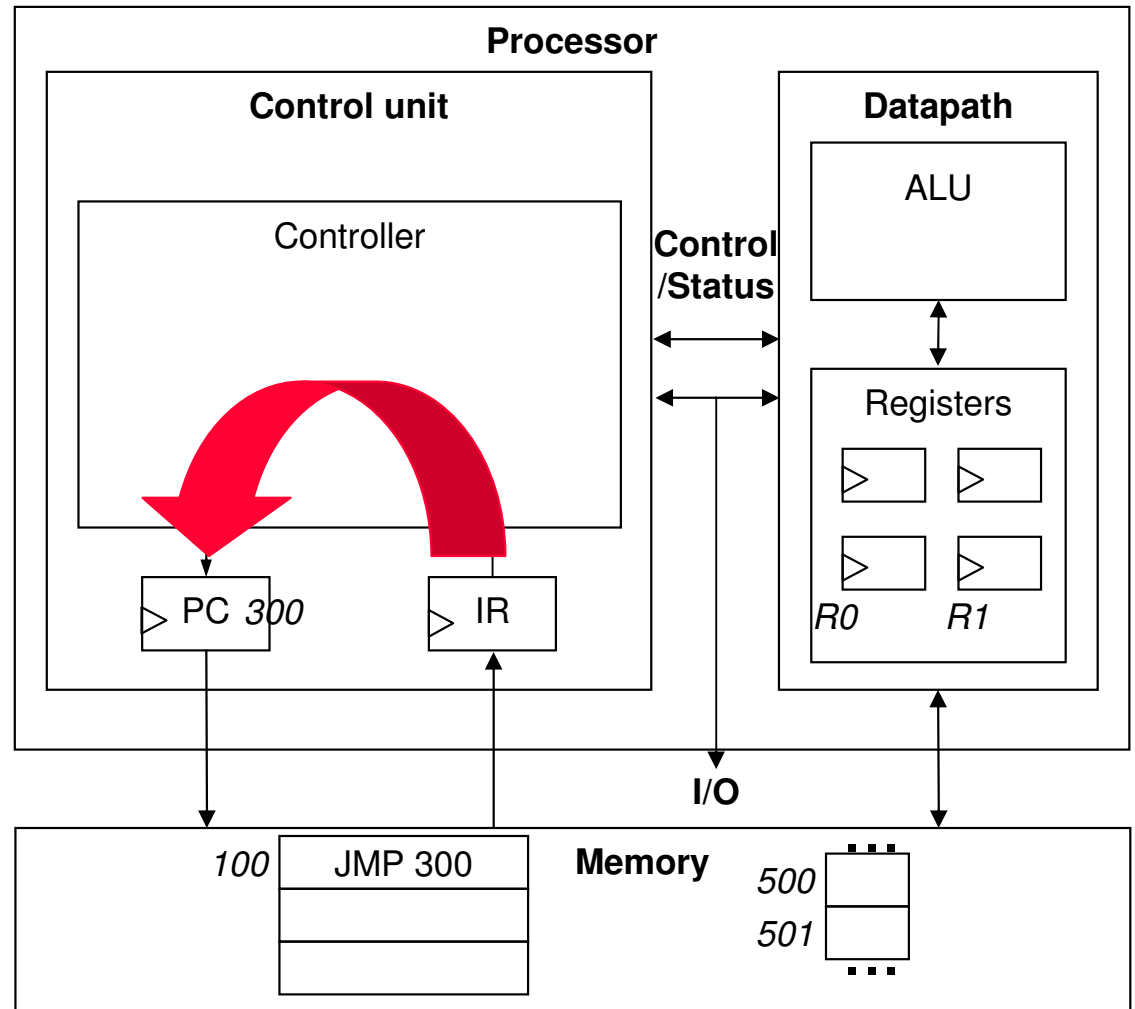 Processor
Control unit
Datapath
Controller
ALU
Control
/Status
Registers
R0
R1
PC
300
IR
I/O
Memory
100
JMP 300
500
501